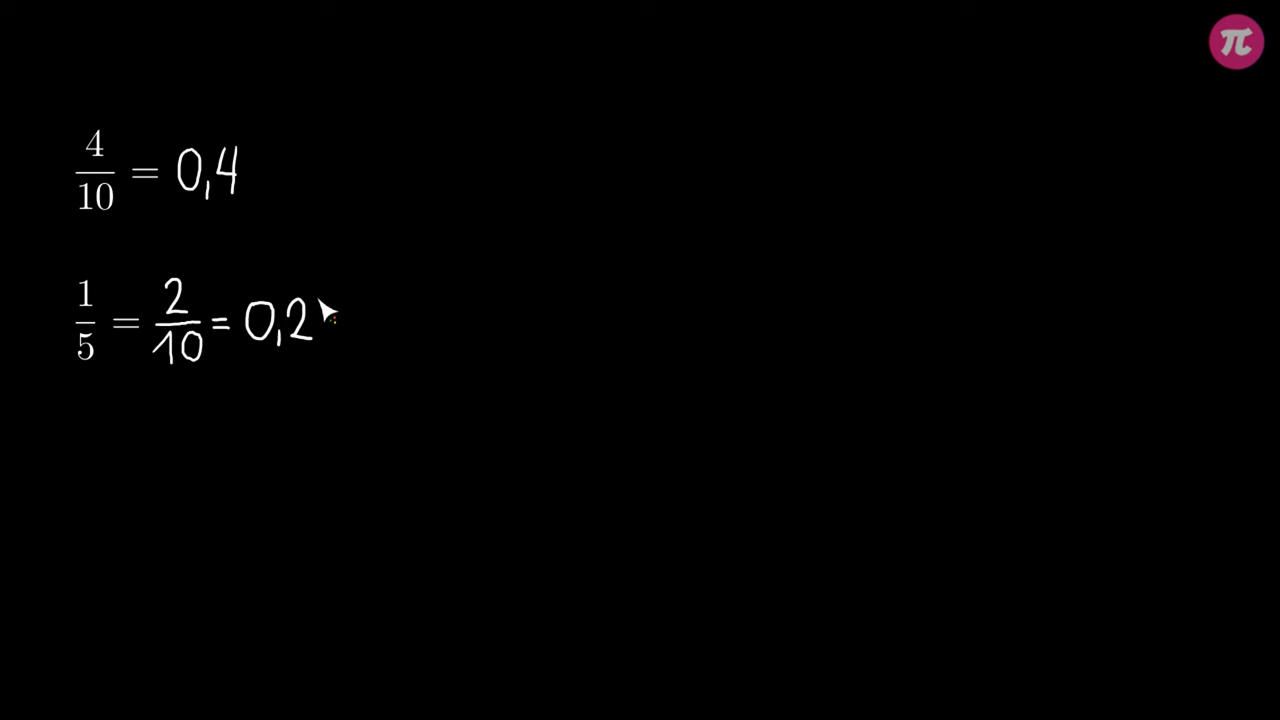 π
4/10 = 0,4
1/5 = 2/10 = 0,2